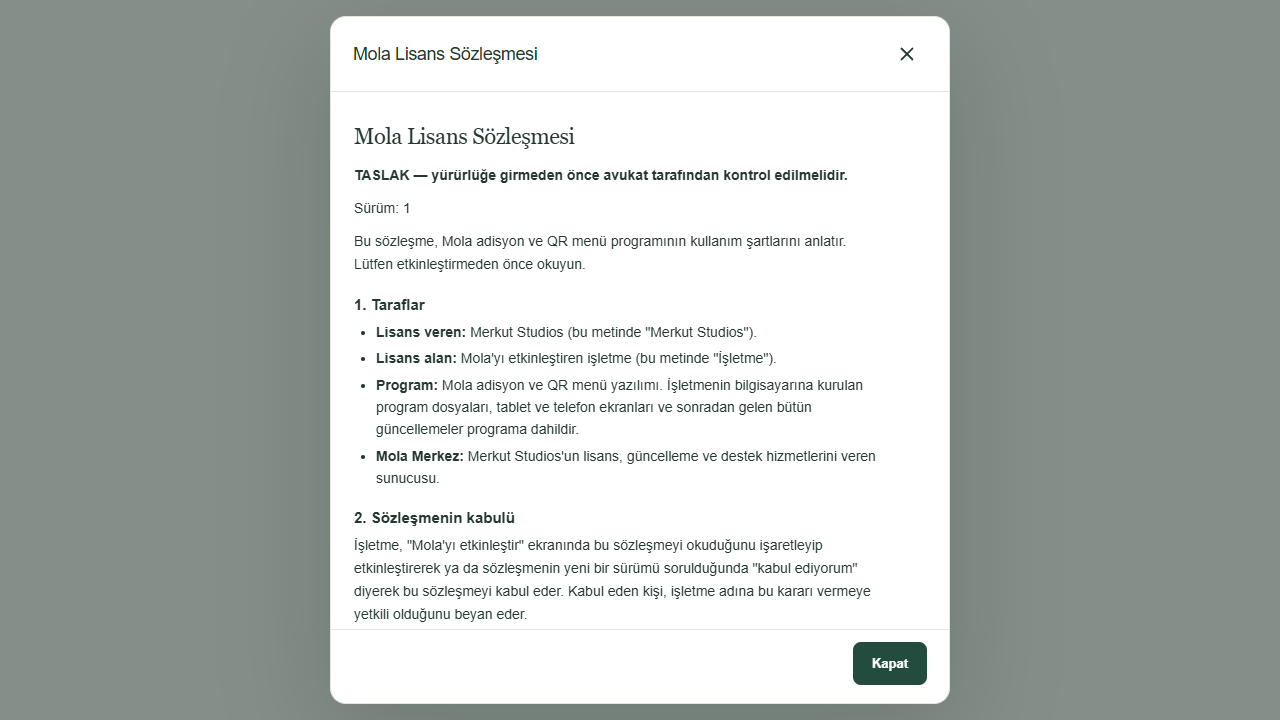 Mola Lisans Sözleşmesi
Mola Lisans Sözleşmesi
TASLAK — yürürlüğe girmeden önce avukat tarafından kontrol edilmelidir.
Sürüm: 1
Bu sözleşme, Mola adisyon ve QR menü programının kullanım şartlarını anlatır.
Lütfen etkinleştirmeden önce okuyun.
1. Taraflar
• Lisans veren: Merkut Studios (bu metinde "Merkut Studios").
• Lisans alan: Mola'yı etkinleştiren işletme (bu metinde "İşletme").
• Program: Mola adisyon ve QR menü yazılımı. İşletmenin bilgisayarına kurulan
program dosyaları, tablet ve telefon ekranları ve sonradan gelen bütün
güncellemeler programa dahildir.
• Mola Merkez: Merkut Studios'un lisans, güncelleme ve destek hizmetlerini veren
sunucusu.
2. Sözleşmenin kabulü
İşletme, "Mola'yı etkinleştir" ekranında bu sözleşmeyi okuduğunu işaretleyip
etkinleştirerek ya da sözleşmenin yeni bir sürümü sorulduğunda "kabul ediyorum"
diyerek bu sözleşmeyi kabul eder. Kabul eden kişi, işletme adına bu kararı vermeye
yetkili olduğunu beyan eder.
Kapat